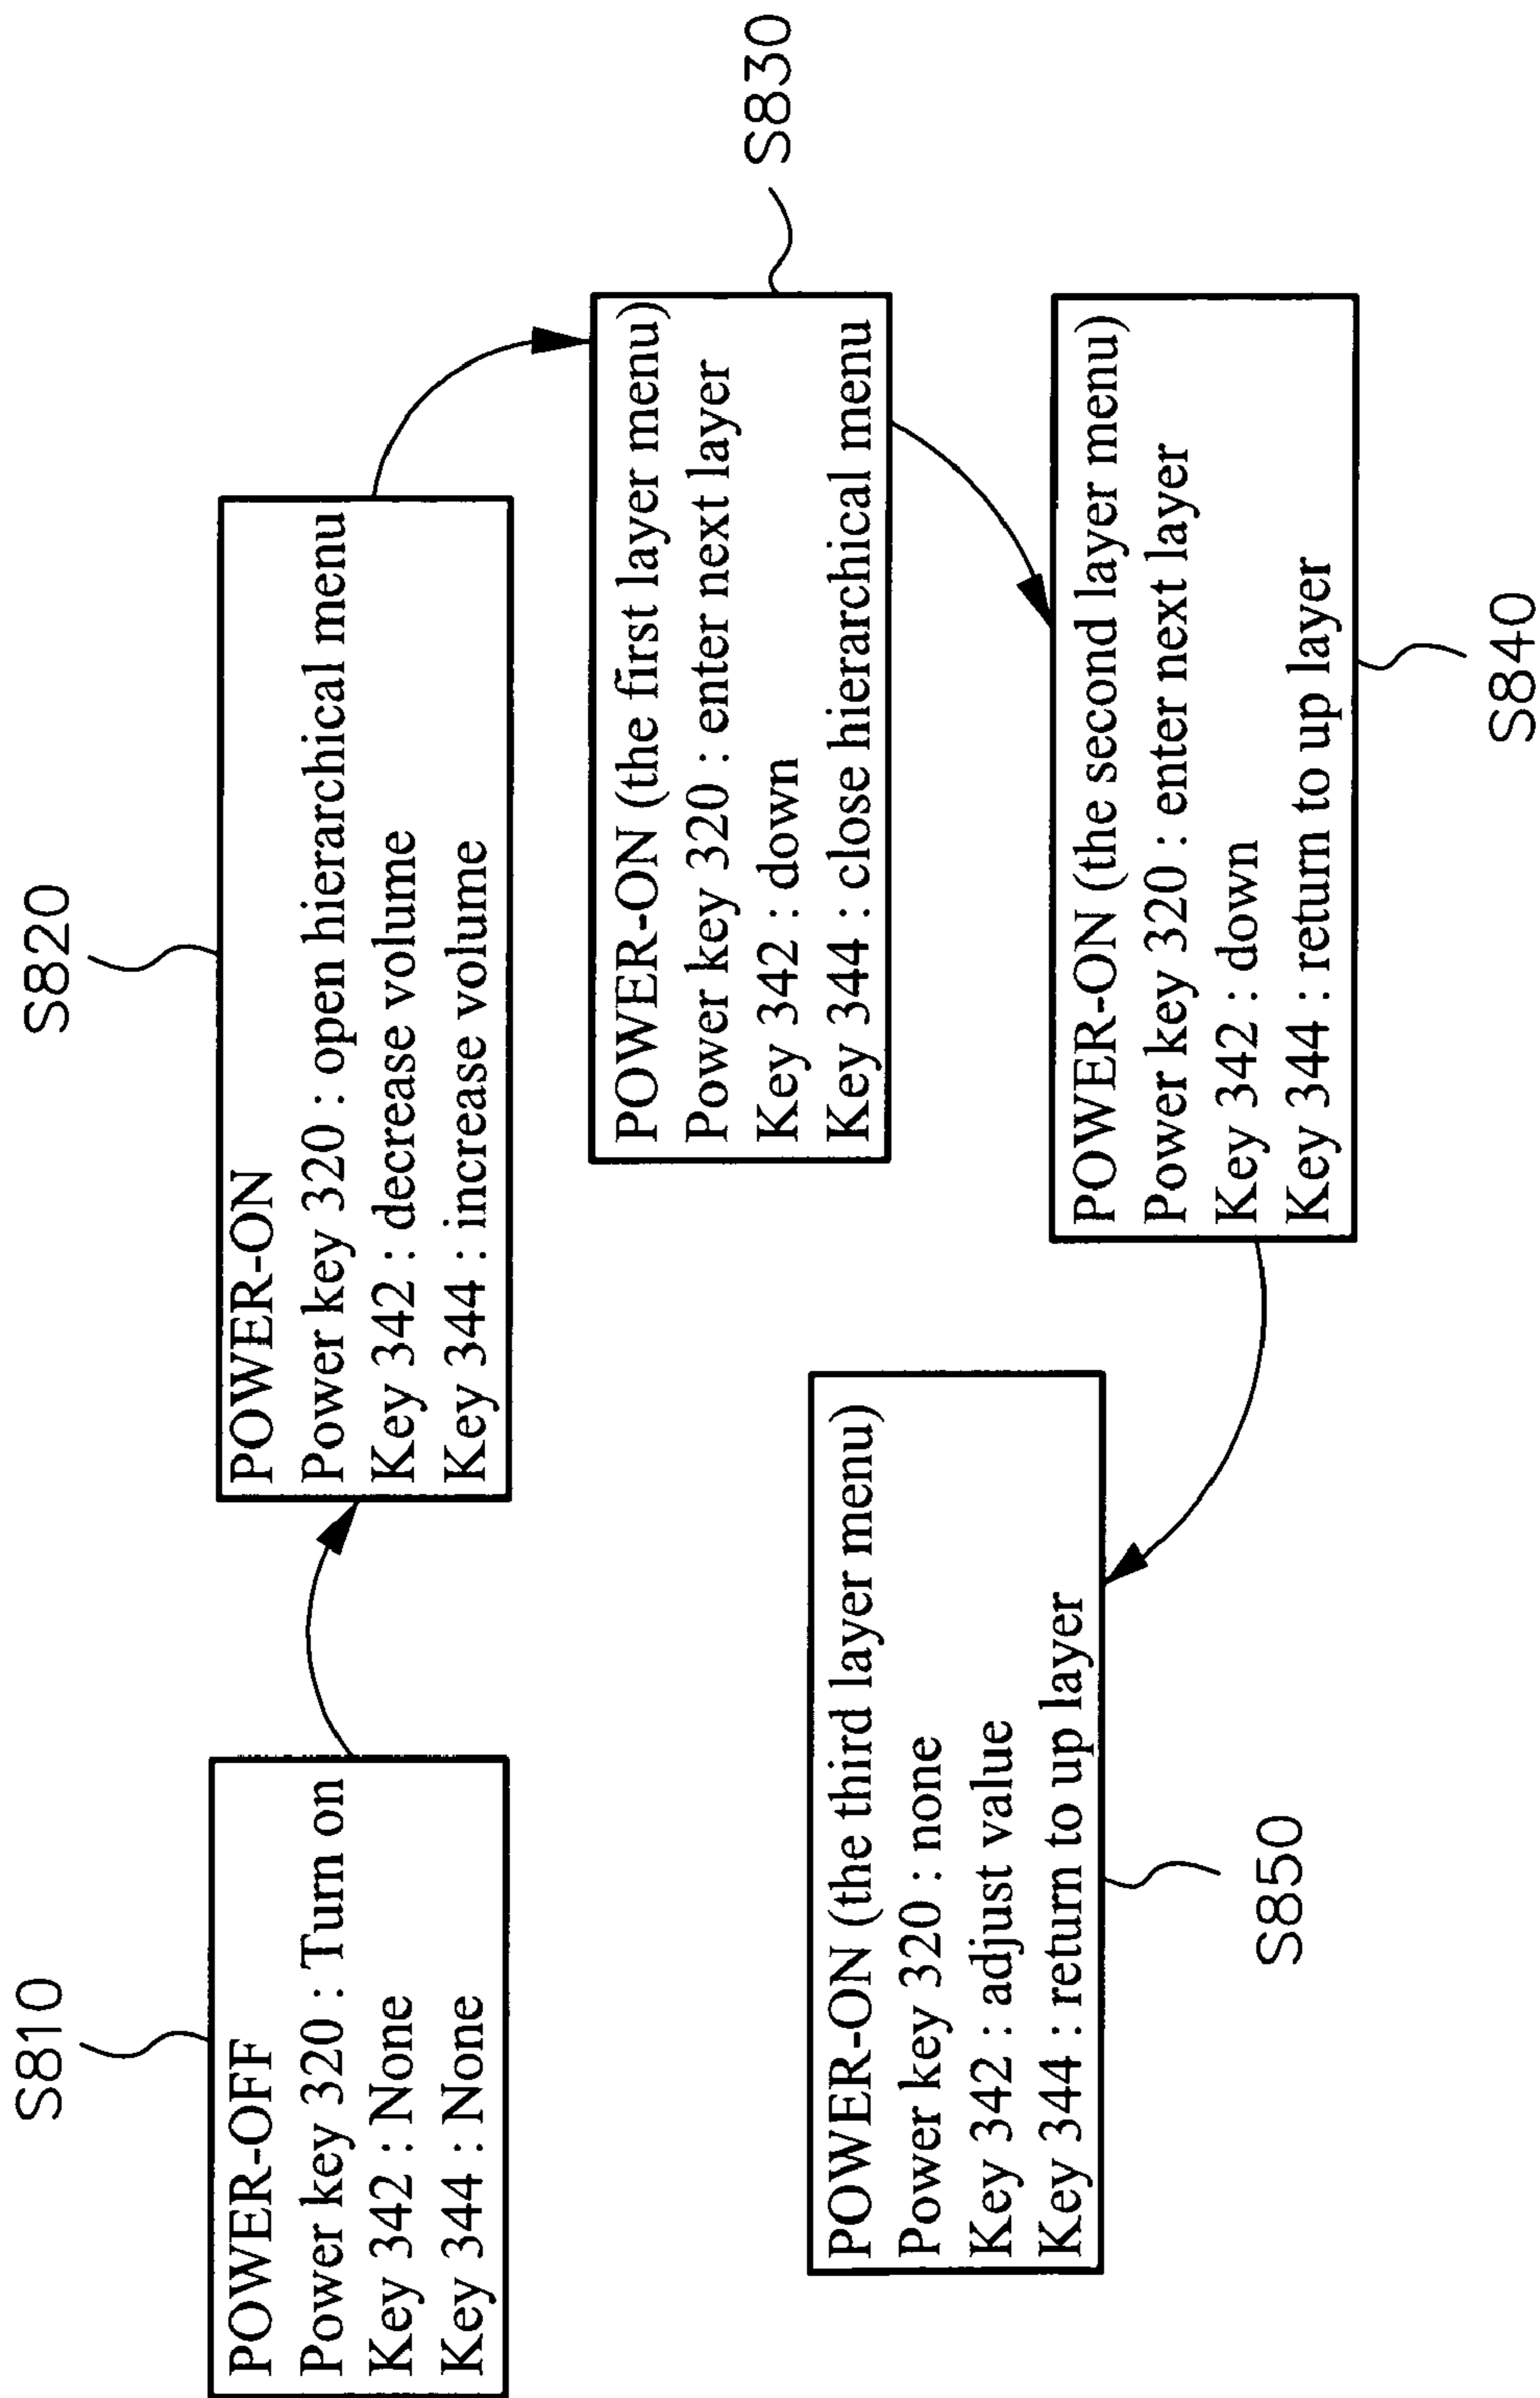 S810
POWER-OFF
Power key 320 : Turn on
Key 342 : None
Key 344 : None
S820
POWER-ON
Power key 320 : open hierarchical menu
Key 342 : decrease volume
Key 344 : increase volume
S830
POWER-ON (the first layer menu)
Power key 320 : enter next layer
Key 342 : down
Key 344 : close hierarchical menu
S840
POWER-ON (the second layer menu)
Power key 320 : enter next layer
Key 342 : down
Key 344 : return to up layer
S850
POWER-ON (the third layer menu)
Power key 320 : none
Key 342 : adjust value
Key 344 : return to up layer